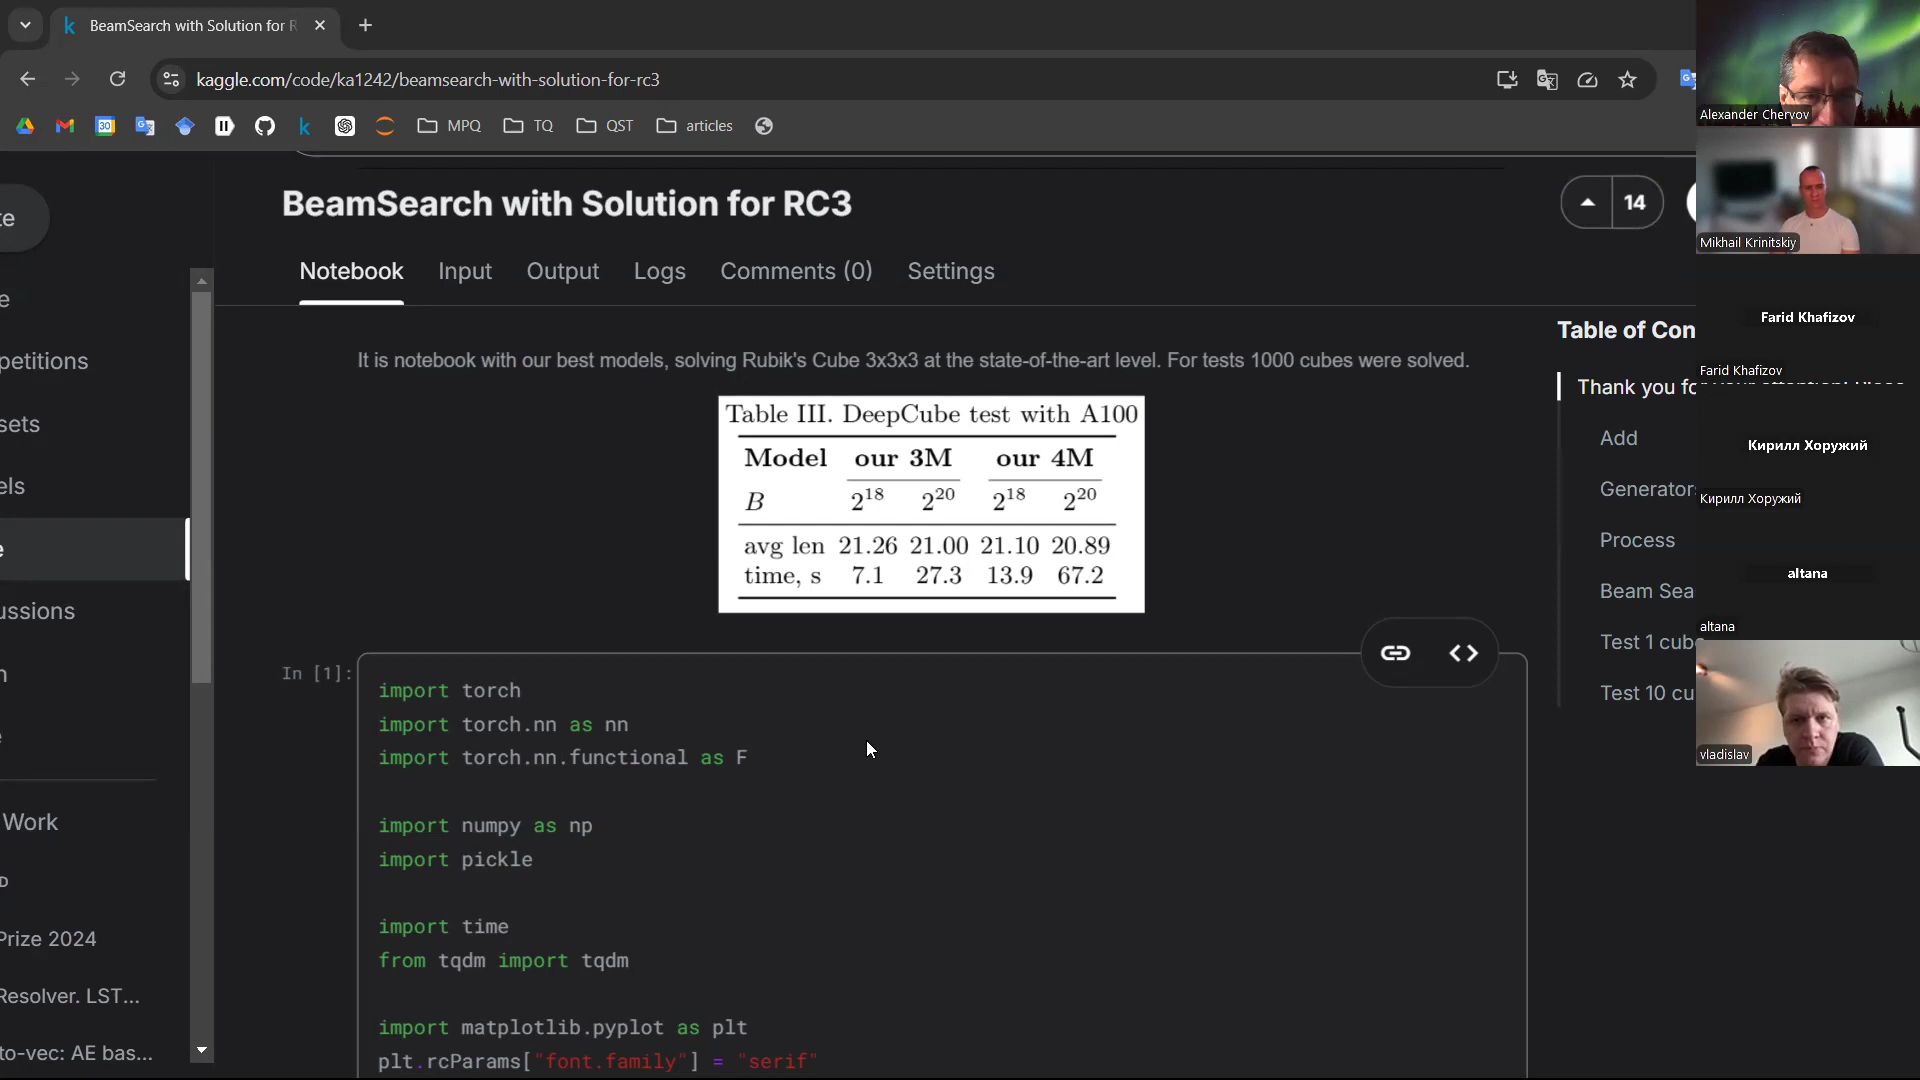 BeamSearch with Solution for R
kaggle.com/code/ka1242/beamsearch-with-solution-for-rc3
MPQ
TQ
QST
articles
BeamSearch with Solution for RC3
14
Notebook Input Output Logs Comments (0) Settings
te
e
petitions
sets
els
e
ussions
n
e
Work
D
Prize 2024
Resolver. LST...
to-vec: AE bas...
It is notebook with our best models, solving Rubik's Cube 3x3x3 at the state-of-the-art level. For tests 1000 cubes were solved.
Table III. DeepCube test with A100
Model our 3M our 4M
B 2^18 2^20 2^18 2^20
avg len 21.26 21.00 21.10 20.89
time, s 7.1 27.3 13.9 67.2
In [1]:
import torch
import torch.nn as nn
import torch.nn.functional as F
import numpy as np
import pickle
import time
from tqdm import tqdm
import matplotlib.pyplot as plt
plt.rcParams["font.family"] = "serif"
Table of Con
Thank you fo
Add
Generator
Process
Beam Sea
Test 1 cub
Test 10 cu
Alexander Chervov
Mikhail Krinitskiy
Farid Khafizov
Farid Khafizov
Кирилл Хоружий
Кирилл Хоружий
altana
altana
vladislav